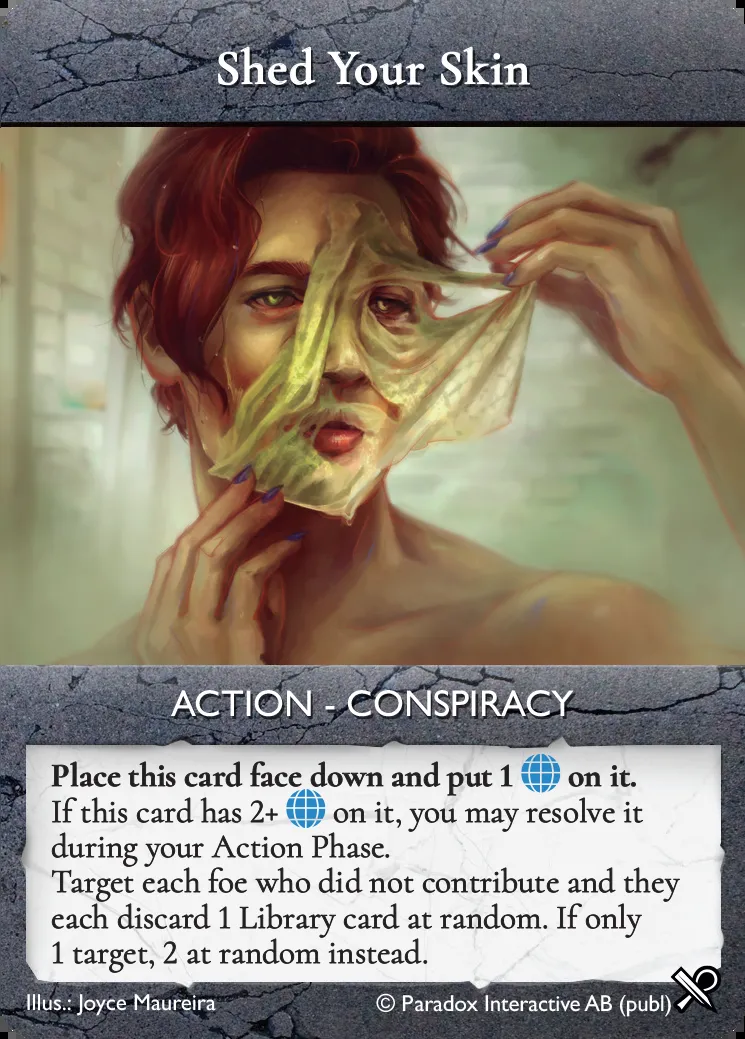 Shed Your Skin
ACTION - CONSPIRACY
Place this card face down and put 1 on it.
If this card has 2+ on it, you may resolve it
during your Action Phase.
Target each foe who did not contribute and they
each discard 1 Library card at random. If only
1 target, 2 at random instead.
Illus.: Joyce Maureira
© Paradox Interactive AB (publ)